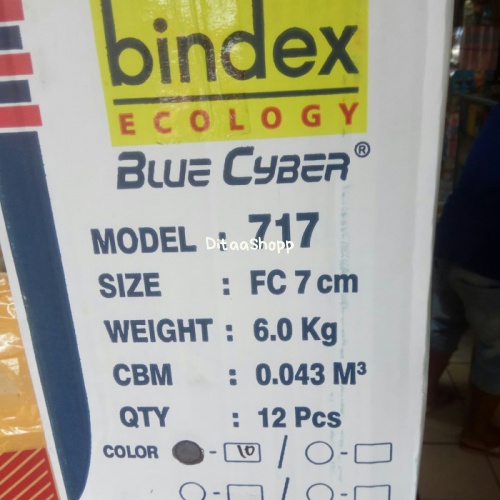 bindex
ECOLOGY
BLUE CYBER®
MODEL : 717
DitaaShopp
SIZE : FC 7 cm
WEIGHT : 6.0 Kg
CBM : 0.043 M³
QTY : 12 Pcs
COLOR - 10 / -
- / -